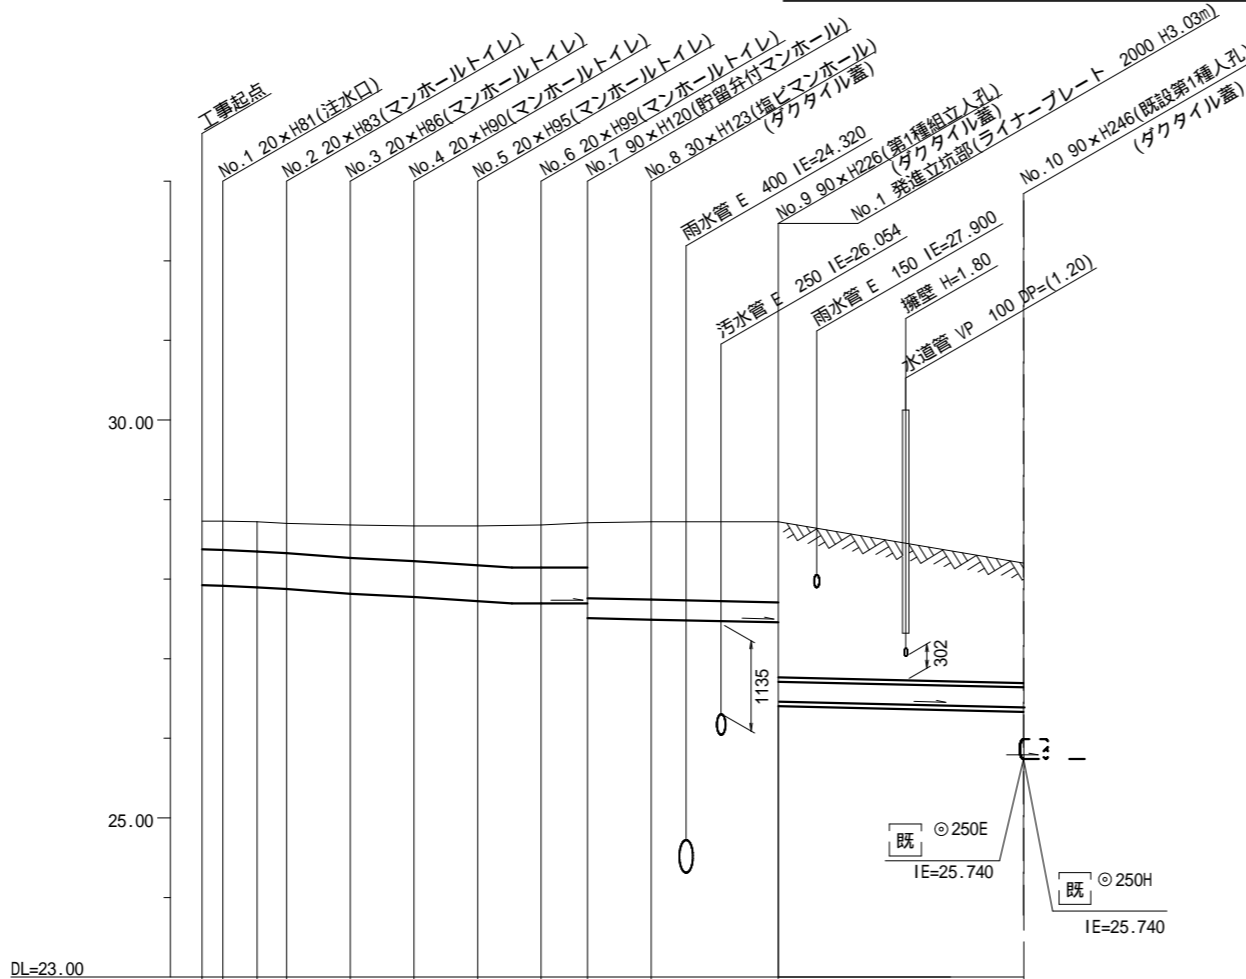 工事起点
No.1 20×H81(注水口)
No.2 20×H83(マンホールトイレ)
No.3 20×H86(マンホールトイレ)
No.4 20×H90(マンホールトイレ)
No.5 20×H95(マンホールトイレ)
No.6 20×H99(マンホールトイレ)
No.7 90×H120(貯留弁付マンホール)
No.8 30×H123(塩ビマンホール)
(ダクタイル蓋)
雨水管 E 400 IE=24.320
No.9 90×H226(第1種組立人孔)
(ダクタイル蓋)
No.1 発進立坑部(ライナープレート 2000 H3.03m)
No.10 90×H246(既設第1種人孔)
(ダクタイル蓋)
汚水管 E 250 IE=26.054
雨水管 E 150 IE=27.900
擁壁 H=1.80
水道管 VP 100 DP=(1.20)
30.00
302
1135
25.00
既 ◎250E
IE=25.740
既 ◎250H
IE=25.740
DL=23.00